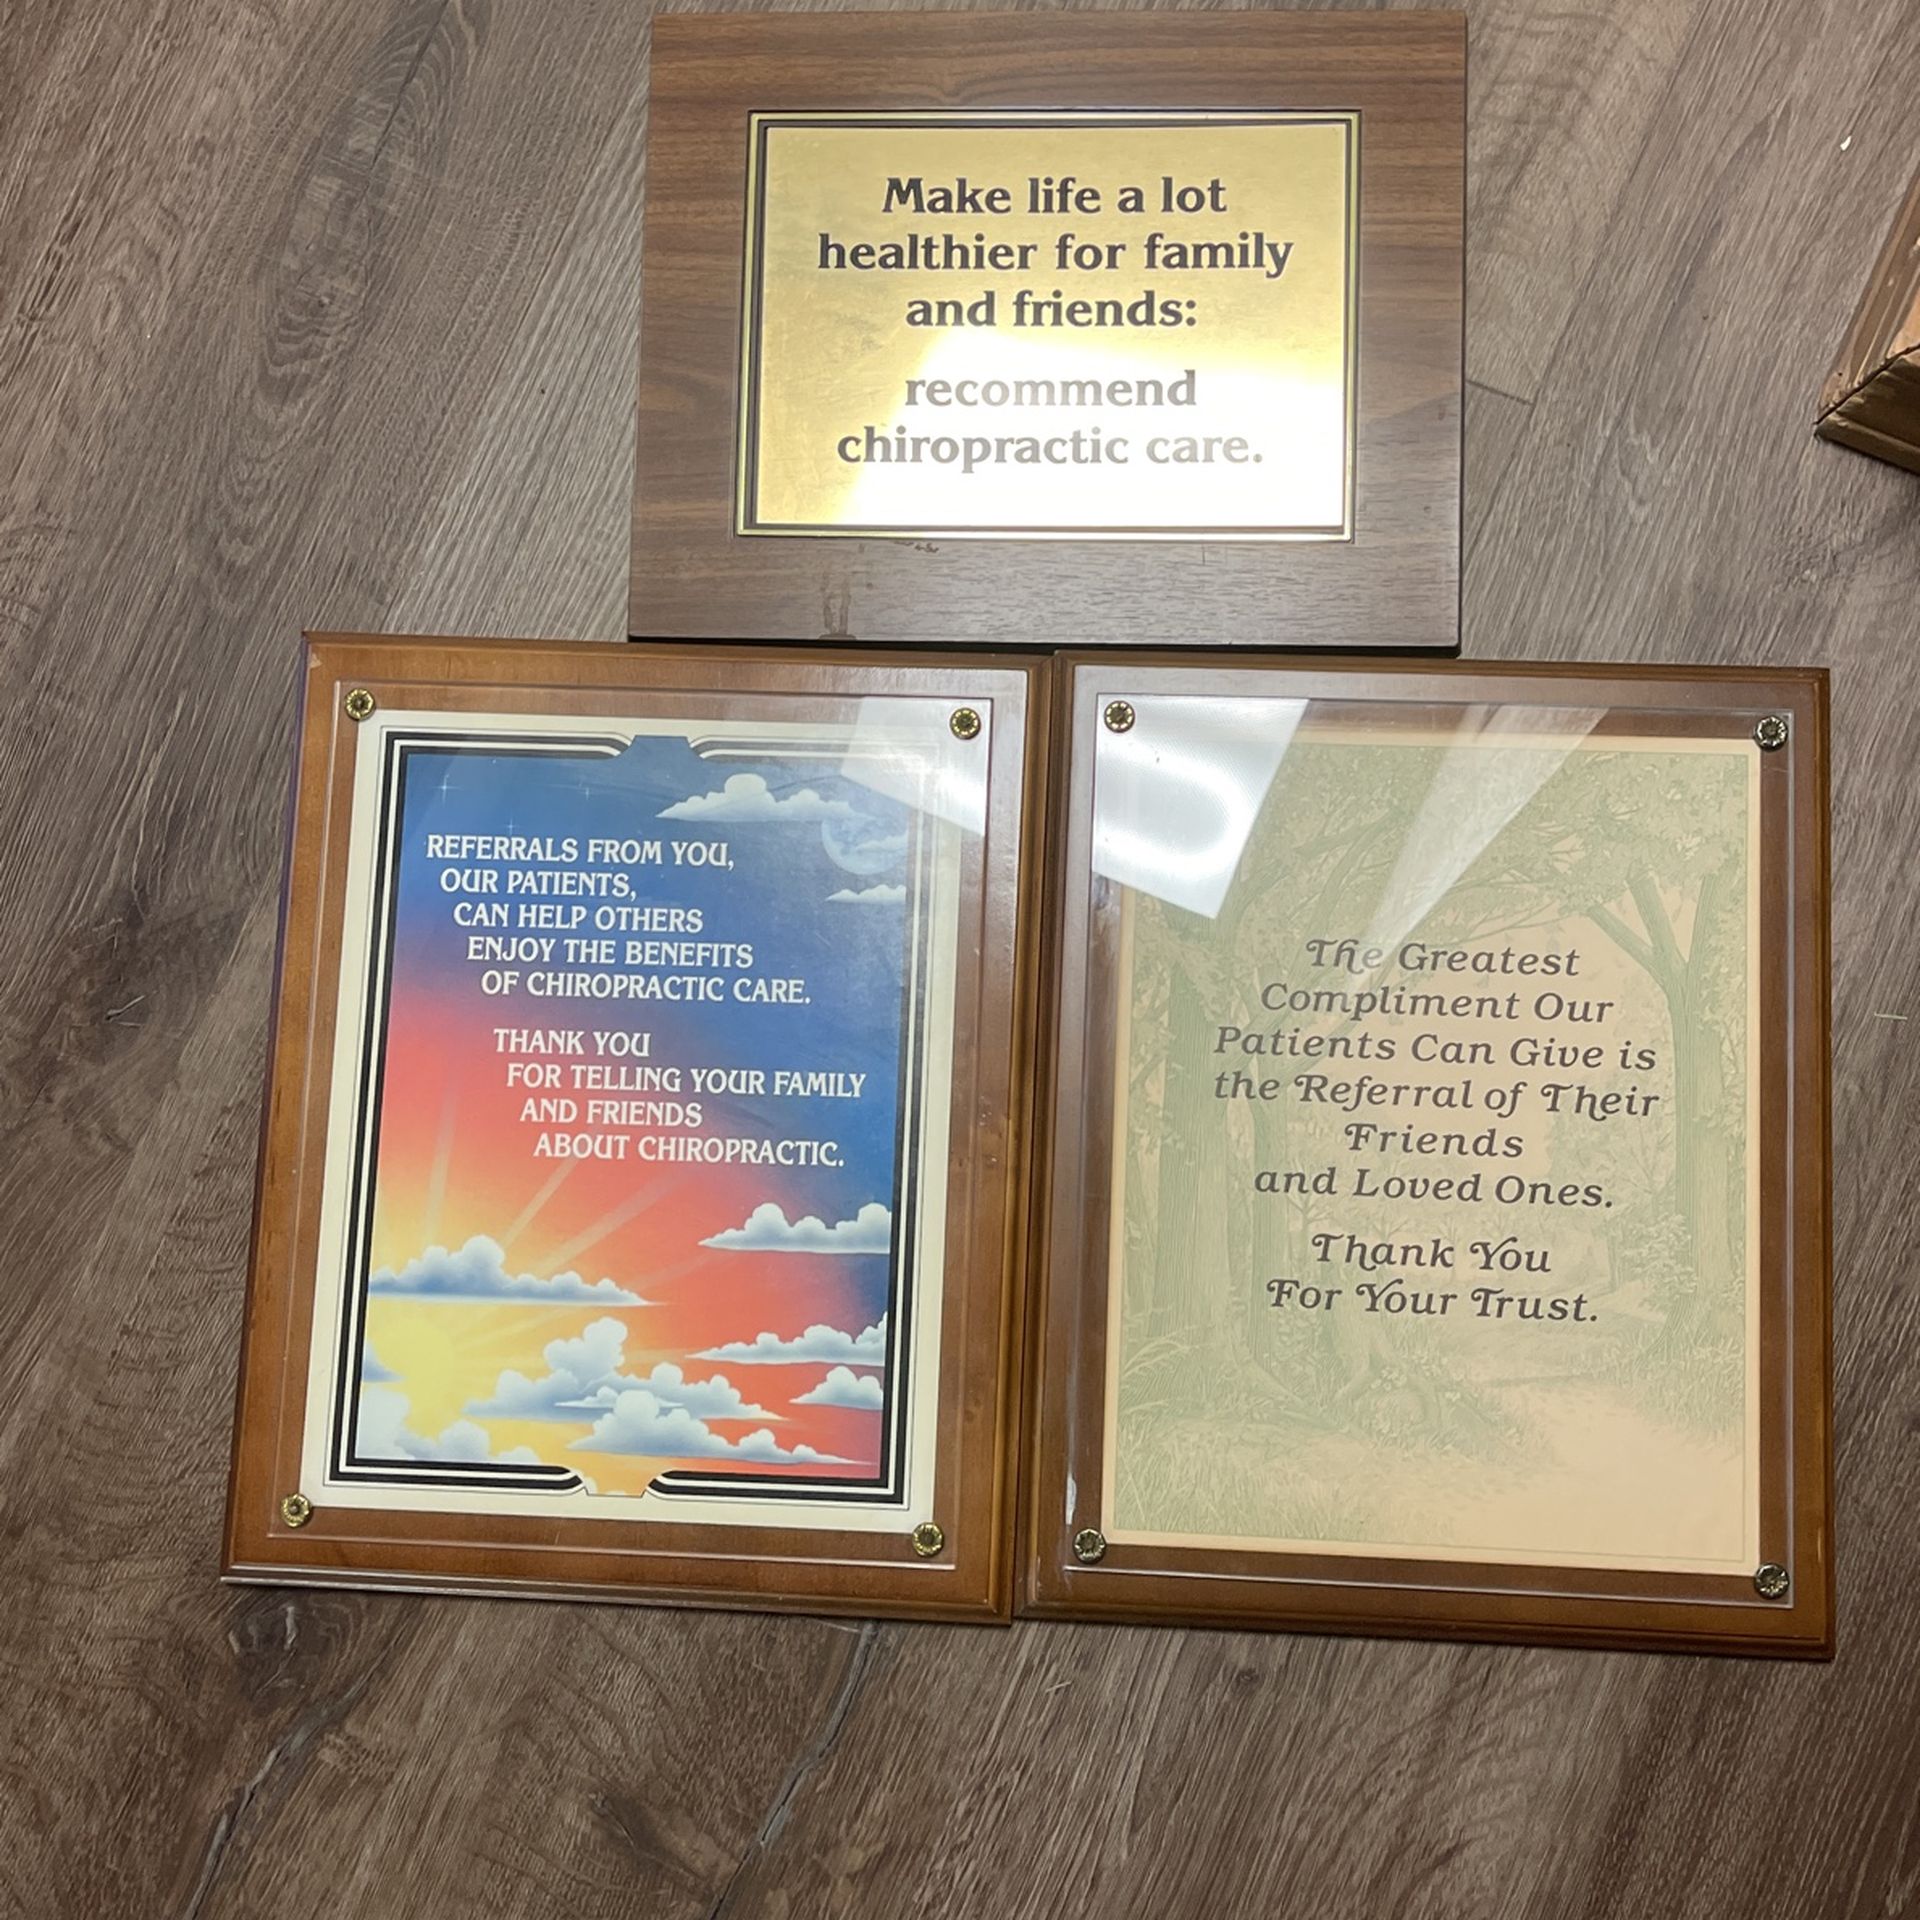 Make life a lot
healthier for family
and friends:
recommend
chiropractic care.
REFERRALS FROM YOU,
OUR PATIENTS,
CAN HELP OTHERS
ENJOY THE BENEFITS
OF CHIROPRACTIC CARE.
THANK YOU
FOR TELLING YOUR FAMILY
AND FRIENDS
ABOUT CHIROPRACTIC.
The Greatest
Compliment Our
Patients Can Give is
the Referral of Their
Friends
and Loved Ones.
Thank You
For Your Trust.